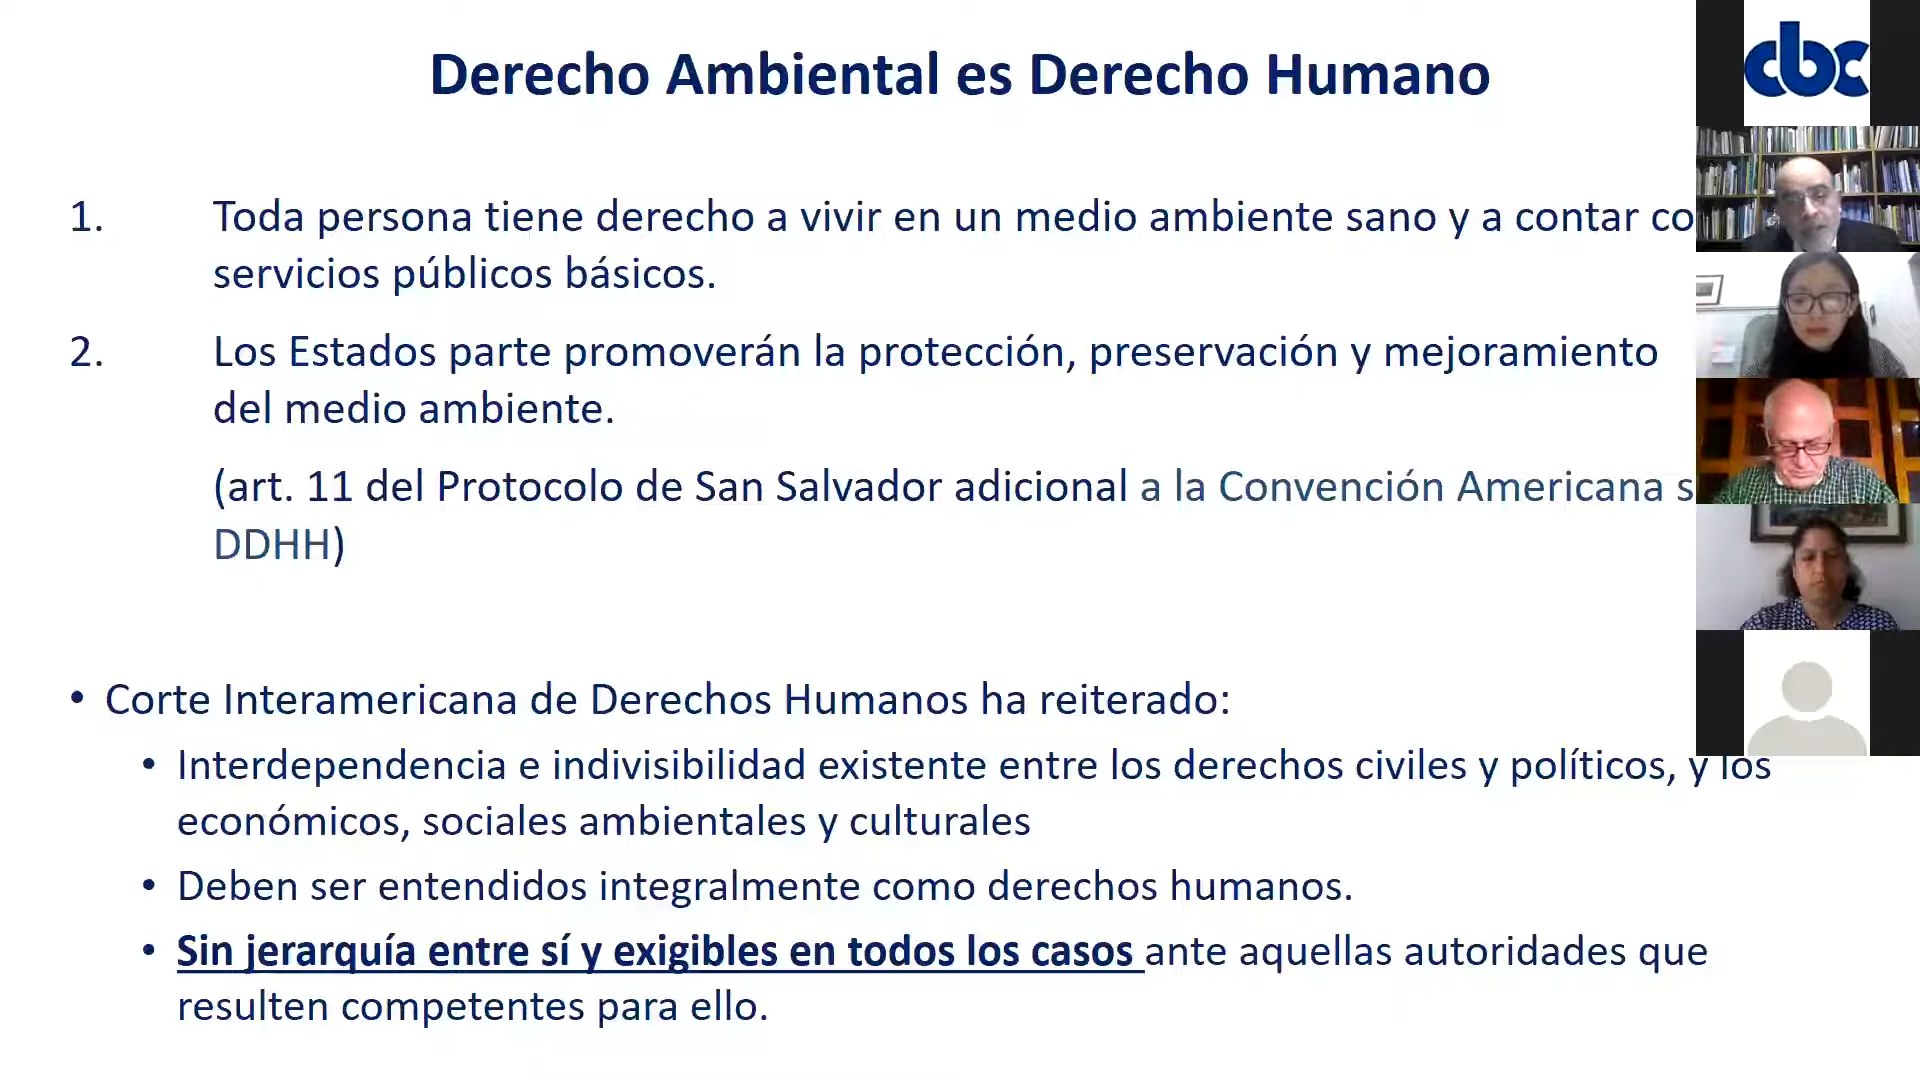 Derecho Ambiental es Derecho Humano
cbc
1. Toda persona tiene derecho a vivir en un medio ambiente sano y a contar co
servicios públicos básicos.
2. Los Estados parte promoverán la protección, preservación y mejoramiento
del medio ambiente.
(art. 11 del Protocolo de San Salvador adicional a la Convención Americana s
DDHH)
• Corte Interamericana de Derechos Humanos ha reiterado:
• Interdependencia e indivisibilidad existente entre los derechos civiles y políticos, y los
económicos, sociales ambientales y culturales
• Deben ser entendidos integralmente como derechos humanos.
• Sin jerarquía entre sí y exigibles en todos los casos ante aquellas autoridades que
resulten competentes para ello.